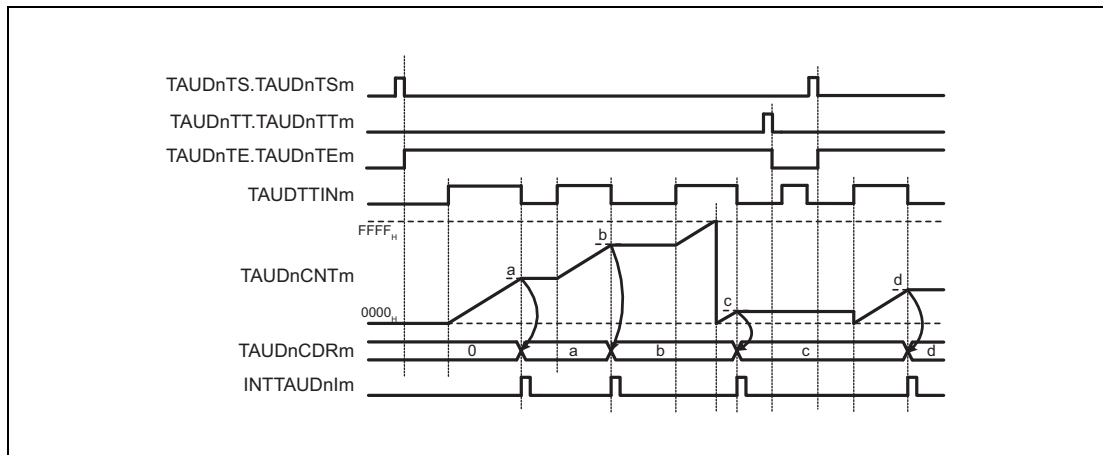 TAUDnTS.TAUDnTSm
TAUDnTT.TAUDnTTm
TAUDnTE.TAUDnTEm
TAUDTTINm
FFFFH
a
b
c
d
TAUDnCNTm
0000H
TAUDnCDRm
0 a b c d
INTTAUDnIm